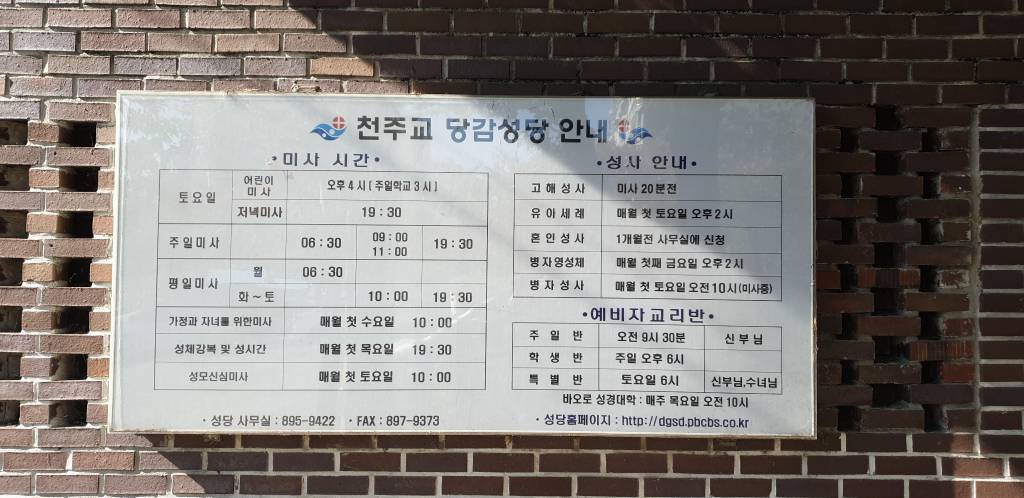 천주교 당감성당 안내
• 미사 시간 •
토요일 어린이 미사 오후 4시 [ 주일학교 3시 ]
저녁미사 19 : 30
주일미사 06 : 30 09 : 00 11 : 00 19 : 30
평일미사 월 06 : 30
화 ~ 토 10 : 00 19 : 30
가정과 자녀를 위한미사 매월 첫 수요일 10 : 00
성체강복 및 성시간 매월 첫 목요일 19 : 30
성모신심미사 매월 첫 토요일 10 : 00
• 성당 사무실 : 895-9422 • FAX : 897-9373
• 성사 안내 •
고해성사 미사 20분전
유아세례 매월 첫 토요일 오후 2시
혼인성사 1개월전 사무실에 신청
병자영성체 매월 첫째 금요일 오후 2시
병자성사 매월 첫 토요일 오전 10시 (미사중)
• 예비자교리반 •
주일반 오전 9시 30분 신부님
학생반 주일 오후 6시
특별반 토요일 6시 신부님,수녀님
바오로 성경대학 : 매주 목요일 오전 10시
• 성당홈페이지 : http://dgsd.pbcbs.co.kr